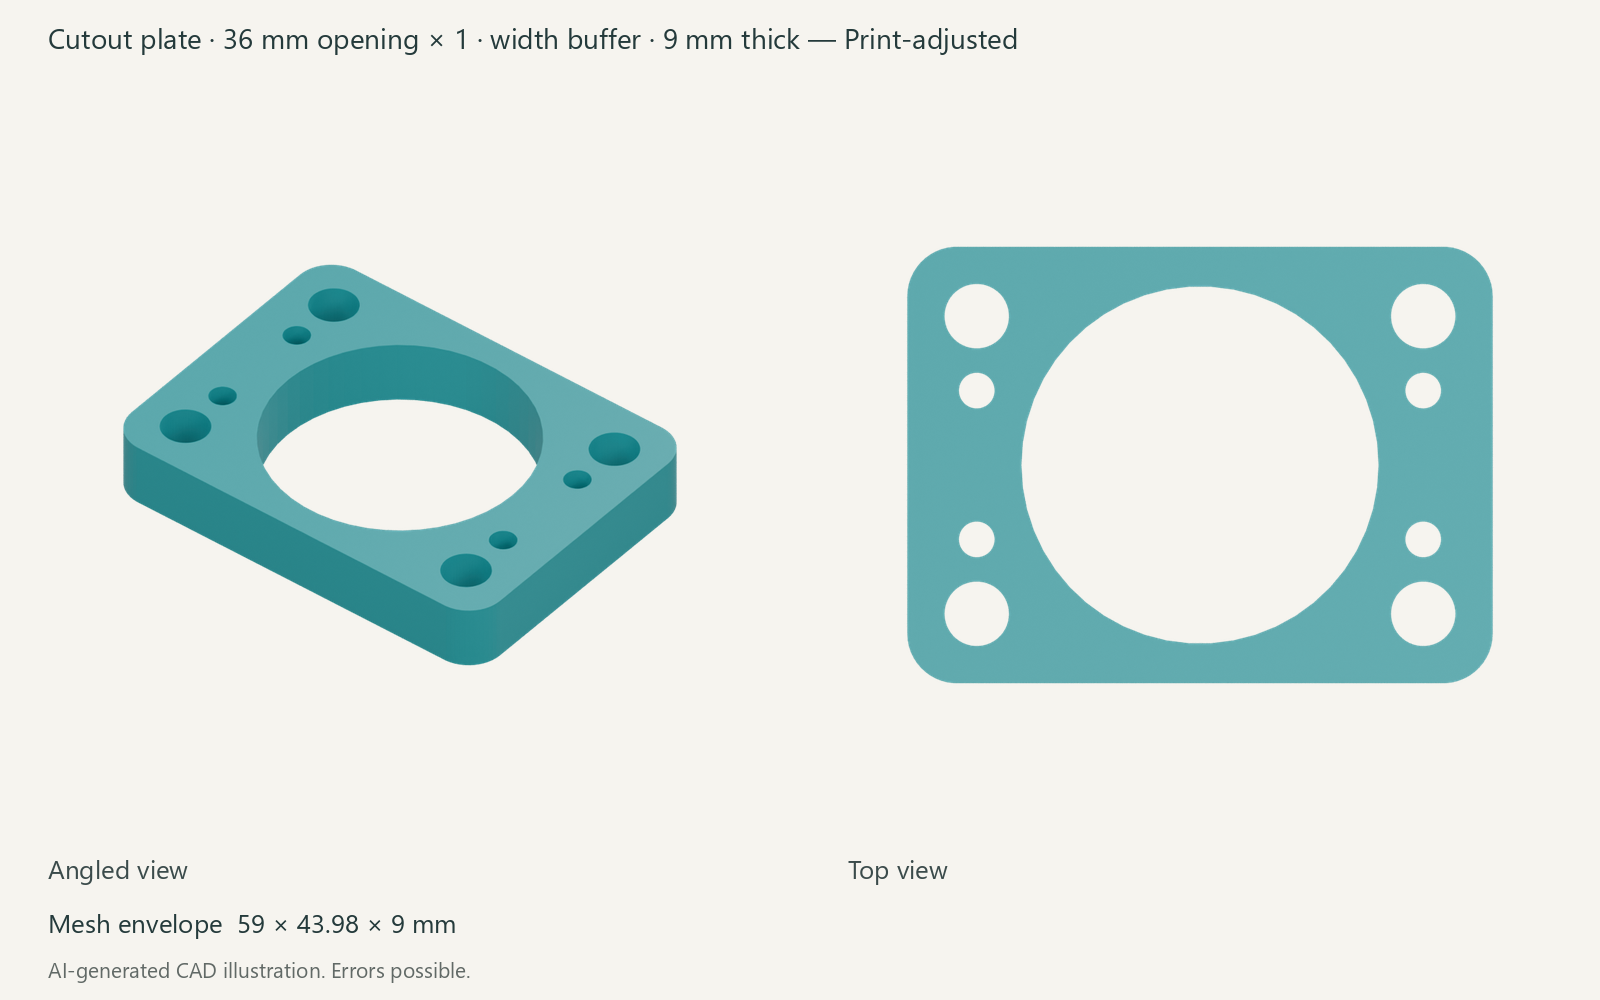 Cutout plate · 36 mm opening × 1 · width buffer · 9 mm thick — Print-adjusted
Angled view
Top view
Mesh envelope 59 × 43.98 × 9 mm
AI-generated CAD illustration. Errors possible.